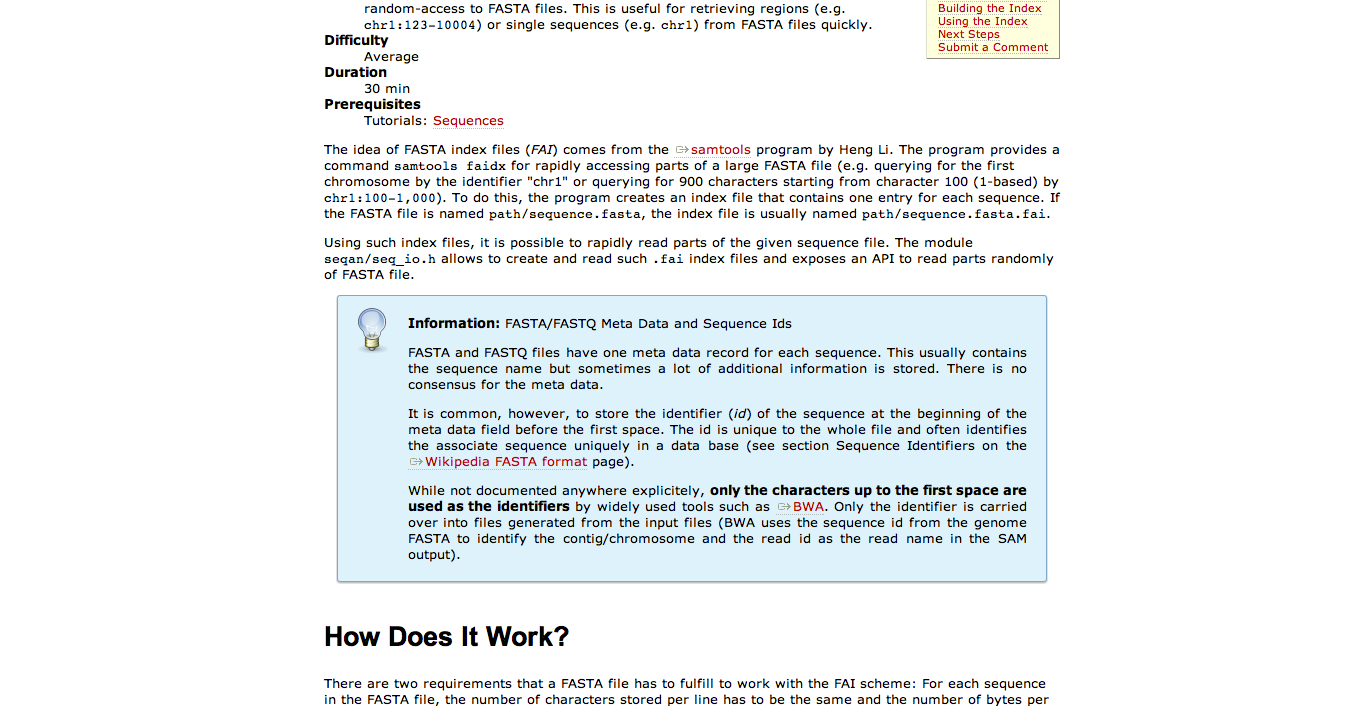 random-access to FASTA files. This is useful for retrieving regions (e.g.
chr1:123-10004) or single sequences (e.g. chr1) from FASTA files quickly.
Difficulty
Average
Duration
30 min
Prerequisites
Tutorials: Sequences
Building the Index
Using the Index
Next Steps
Submit a Comment
The idea of FASTA index files (FAI) comes from the samtools program by Heng Li. The program provides a
command samtools faidx for rapidly accessing parts of a large FASTA file (e.g. querying for the first
chromosome by the identifier "chr1" or querying for 900 characters starting from character 100 (1-based) by
chr1:100-1,000). To do this, the program creates an index file that contains one entry for each sequence. If
the FASTA file is named path/sequence.fasta, the index file is usually named path/sequence.fasta.fai.
Using such index files, it is possible to rapidly read parts of the given sequence file. The module
seqan/seq_io.h allows to create and read such .fai index files and exposes an API to read parts randomly
of FASTA file.
Information: FASTA/FASTQ Meta Data and Sequence Ids
FASTA and FASTQ files have one meta data record for each sequence. This usually contains
the sequence name but sometimes a lot of additional information is stored. There is no
consensus for the meta data.
It is common, however, to store the identifier (id) of the sequence at the beginning of the
meta data field before the first space. The id is unique to the whole file and often identifies
the associate sequence uniquely in a data base (see section Sequence Identifiers on the
Wikipedia FASTA format page).
While not documented anywhere explicitely, only the characters up to the first space are
used as the identifiers by widely used tools such as BWA. Only the identifier is carried
over into files generated from the input files (BWA uses the sequence id from the genome
FASTA to identify the contig/chromosome and the read id as the read name in the SAM
output).
How Does It Work?
There are two requirements that a FASTA file has to fulfill to work with the FAI scheme: For each sequence
in the FASTA file, the number of characters stored per line has to be the same and the number of bytes per